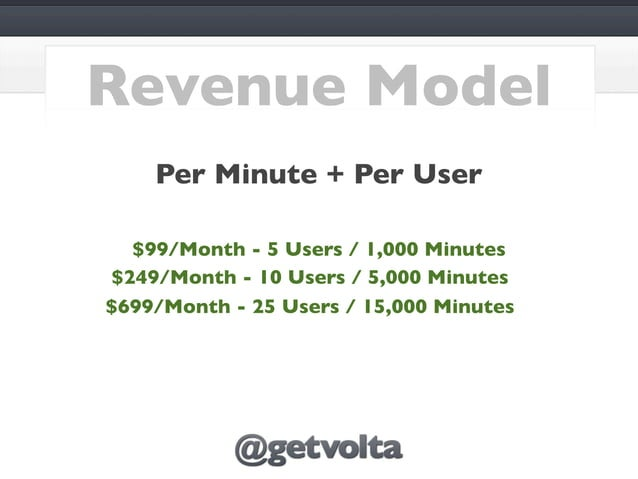 Revenue Model
Per Minute + Per User
$99/Month - 5 Users / 1,000 Minutes
$249/Month - 10 Users / 5,000 Minutes
$699/Month - 25 Users / 15,000 Minutes
@getvolta